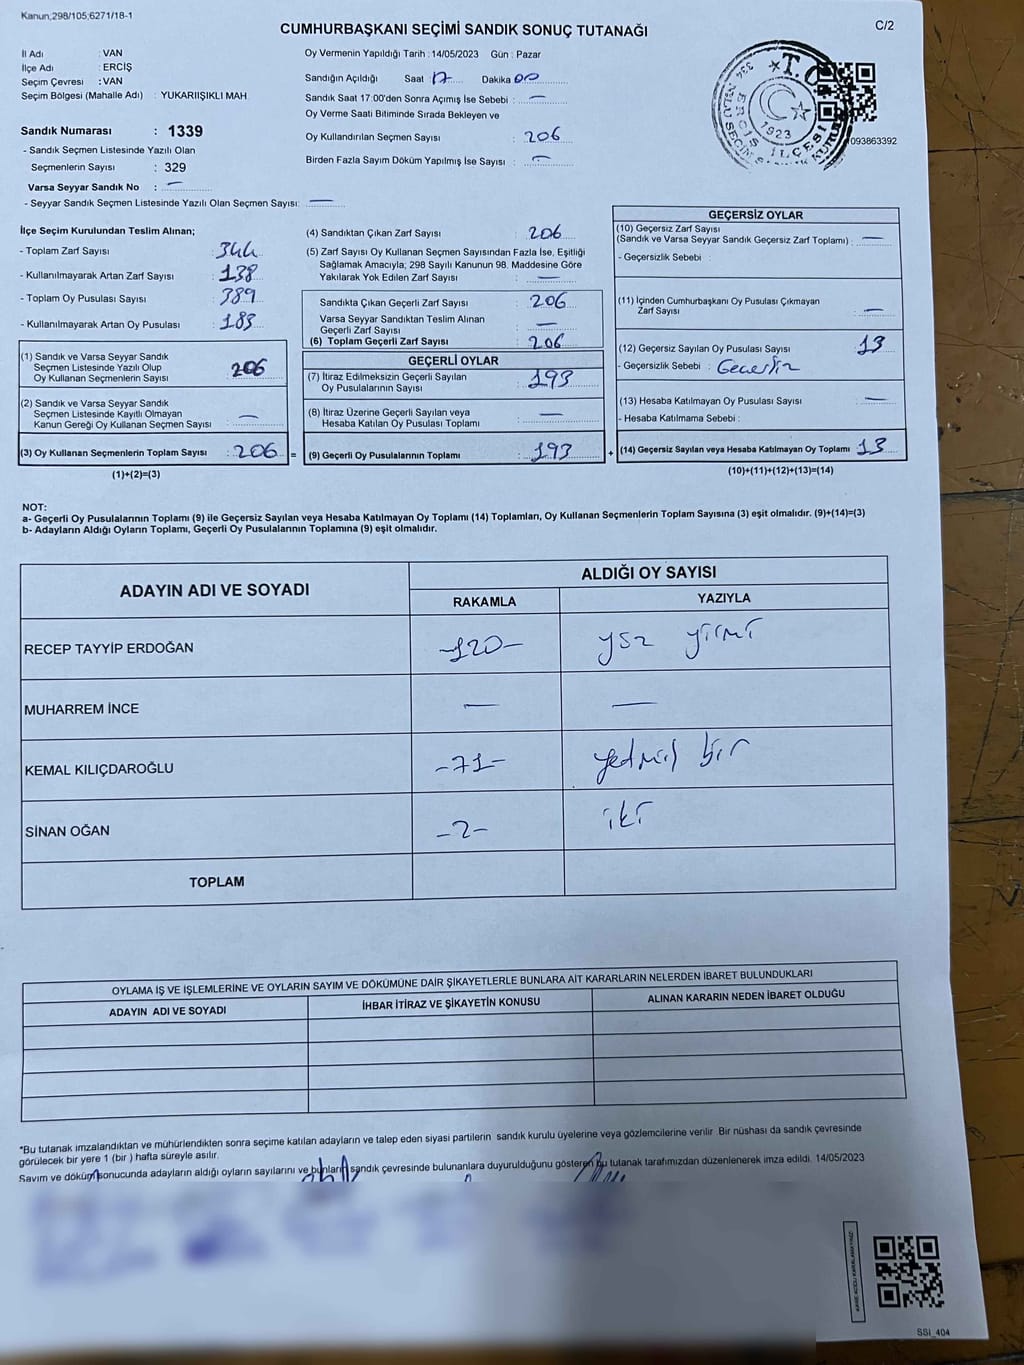 Kanun;298/105;6271/18-1
C/2
CUMHURBAŞKANI SEÇİMİ SANDIK SONUÇ TUTANAĞI
İl Adı : VAN
İlçe Adı : ERCİŞ
Seçim Çevresi : VAN
Seçim Bölgesi (Mahalle Adı) : YUKARIIŞIKLI MAH
Sandık Numarası : 1339
- Sandık Seçmen Listesinde Yazılı Olan
Seçmenlerin Sayısı : 329
Varsa Seyyar Sandık No : —
- Seyyar Sandık Seçmen Listesinde Yazılı Olan Seçmen Sayısı: —
Oy Vermenin Yapıldığı Tarih : 14/05/2023 Gün : Pazar
Sandığın Açıldığı Saat 17 Dakika 00
Sandık Saat 17:00'den Sonra Açımış İse Sebebi : —
Oy Verme Saati Bitiminde Sırada Bekleyen ve
Oy Kullandırılan Seçmen Sayısı : 206
Birden Fazla Sayım Döküm Yapılmış İse Sayısı : —
T.C.
ERCİŞ İLÇESİ
1923
334
093863392
İlçe Seçim Kurulundan Teslim Alınan;
- Toplam Zarf Sayısı : 344
- Kullanılmayarak Artan Zarf Sayısı : 138
- Toplam Oy Pusulası Sayısı : 389
- Kullanılmayarak Artan Oy Pusulası : 183
(1) Sandık ve Varsa Seyyar Sandık
Seçmen Listesinde Yazılı Olup
Oy Kullanan Seçmenlerin Sayısı : 206
(2) Sandık ve Varsa Seyyar Sandık
Seçmen Listesinde Kayıtlı Olmayan
Kanun Gereği Oy Kullanan Seçmen Sayısı : —
(3) Oy Kullanan Seçmenlerin Toplam Sayısı : 206
(1)+(2)=(3)
(4) Sandıktan Çıkan Zarf Sayısı : 206
(5) Zarf Sayısı Oy Kullanan Seçmen Sayısından Fazla İse, Eşitliği
Sağlamak Amacıyla; 298 Sayılı Kanunun 98. Maddesine Göre
Yakılarak Yok Edilen Zarf Sayısı : —
Sandıkta Çıkan Geçerli Zarf Sayısı : 206
Varsa Seyyar Sandıktan Teslim Alınan
Geçerli Zarf Sayısı : —
(6) Toplam Geçerli Zarf Sayısı : 206
GEÇERLİ OYLAR
(7) İtiraz Edilmeksizin Geçerli Sayılan
Oy Pusulalarının Sayısı : 193
(8) İtiraz Üzerine Geçerli Sayılan veya
Hesaba Katılan Oy Pusulası Toplamı : —
= (9) Geçerli Oy Pusulalarının Toplamı : 193
GEÇERSİZ OYLAR
(10) Geçersiz Zarf Sayısı
(Sandık ve Varsa Seyyar Sandık Geçersiz Zarf Toplamı) : —
- Geçersizlik Sebebi :
(11) İçinden Cumhurbaşkanı Oy Pusulası Çıkmayan
Zarf Sayısı : —
(12) Geçersiz Sayılan Oy Pusulası Sayısı : 13
- Geçersizlik Sebebi : Geçersiz
(13) Hesaba Katılmayan Oy Pusulası Sayısı : —
- Hesaba Katılmama Sebebi :
+ (14) Geçersiz Sayılan veya Hesaba Katılmayan Oy Toplamı : 13
(10)+(11)+(12)+(13)=(14)
NOT:
a- Geçerli Oy Pusulalarının Toplamı (9) ile Geçersiz Sayılan veya Hesaba Katılmayan Oy Toplamı (14) Toplamları, Oy Kullanan Seçmenlerin Toplam Sayısına (3) eşit olmalıdır. (9)+(14)=(3)
b- Adayların Aldığı Oyların Toplamı, Geçerli Oy Pusulalarının Toplamına (9) eşit olmalıdır.
ADAYIN ADI VE SOYADI
ALDIĞI OY SAYISI
RAKAMLA YAZIYLA
RECEP TAYYİP ERDOĞAN -120- yüz yirmi
MUHARREM İNCE — —
KEMAL KILIÇDAROĞLU -71- yedmiş bir
SİNAN OĞAN -2- iki
TOPLAM
OYLAMA İŞ VE İŞLEMLERİNE VE OYLARIN SAYIM VE DÖKÜMÜNE DAİR ŞİKAYETLERLE BUNLARA AİT KARARLARIN NELERDEN İBARET BULUNDUKLARI
ADAYIN ADI VE SOYADI İHBAR İTİRAZ VE ŞİKAYETİN KONUSU ALINAN KARARIN NEDEN İBARET OLDUĞU
*Bu tutanak imzalandıktan ve mühürlendikten sonra seçime katılan adayların ve talep eden siyasi partilerin sandık kurulu üyelerine veya gözlemcilerine verilir. Bir nüshası da sandık çevresinde
görülecek bir yere 1 (bir ) hafta süreyle asılır.
Sayım ve döküm sonucunda adayların aldığı oyların sayılarını ve bunların sandık çevresinde bulunanlara duyurulduğunu gösteren bu tutanak tarafımızdan düzenlenerek imza edildi. 14/05/2023
SSI_404